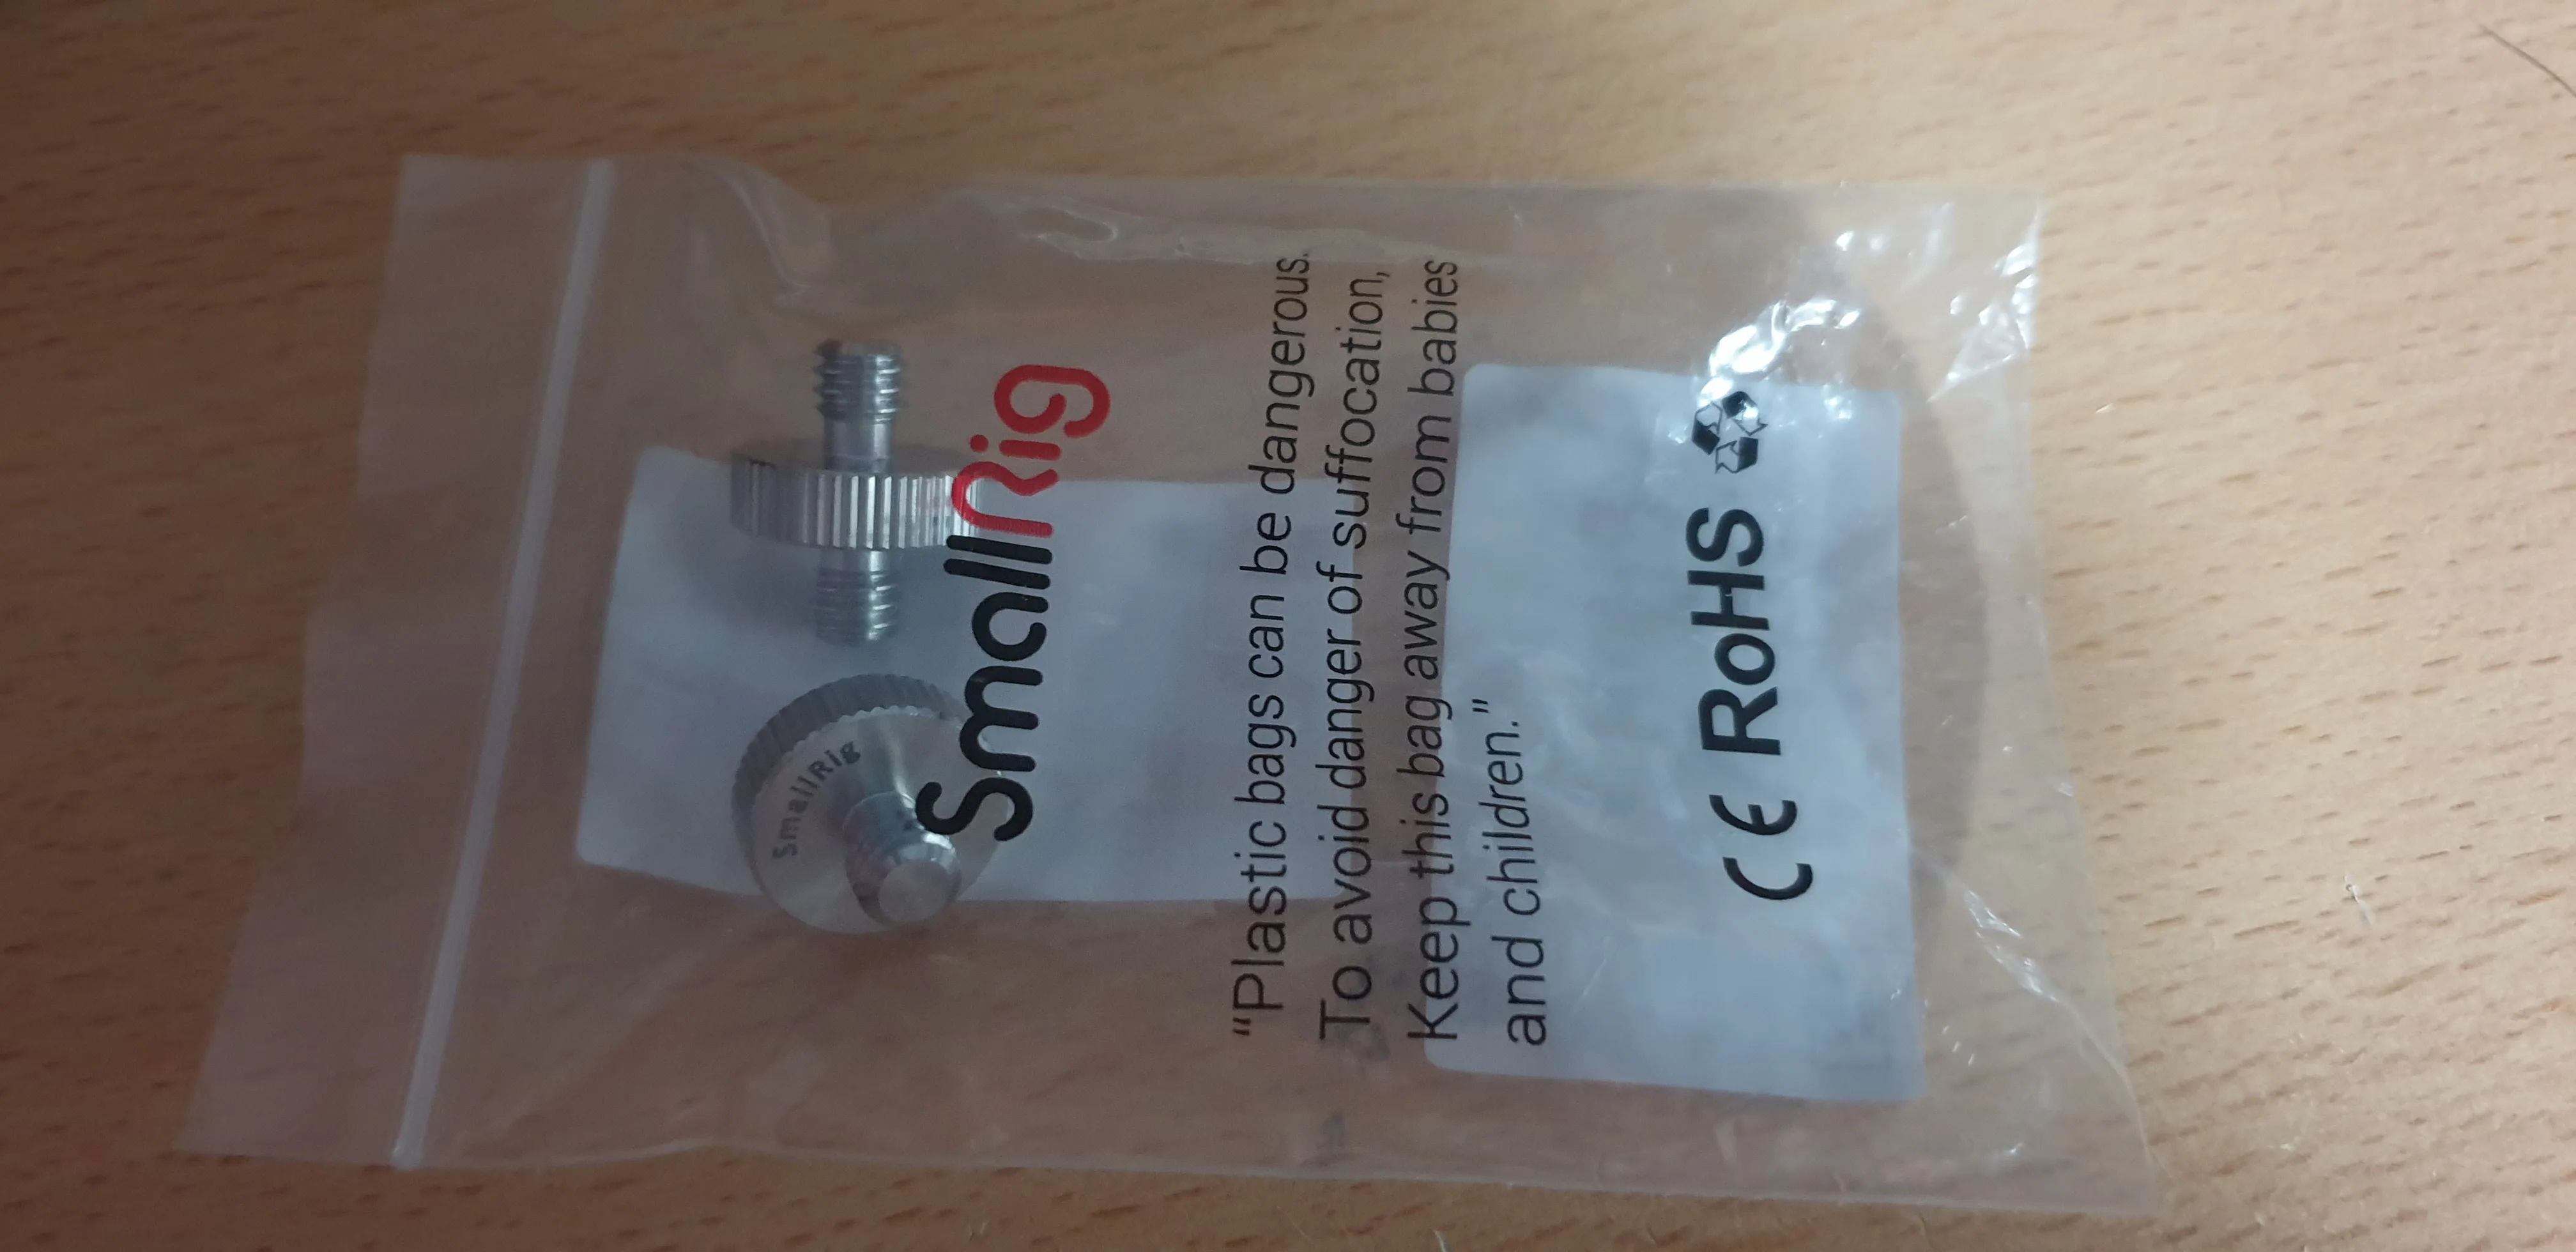 SmallRig
SmallRig
“Plastic bags can be dangerous.
To avoid danger of suffocation,
Keep this bag away from babies
and children.”
CE RoHS